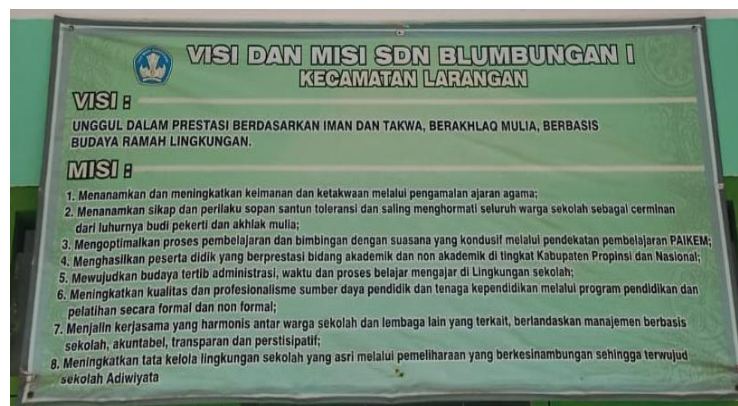 VISI DAN MISI SDN BLUMBUNGAN I
KECAMATAN LARANGAN
VISI :
UNGGUL DALAM PRESTASI BERDASARKAN IMAN DAN TAKWA, BERAKHLAQ MULIA, BERBASIS
BUDAYA RAMAH LINGKUNGAN.
MISI :
1. Menanamkan dan meningkatkan keimanan dan ketakwaan melalui pengamalan ajaran agama;
2. Menanamkan sikap dan perilaku sopan santun toleransi dan saling menghormati seluruh warga sekolah sebagai cerminan
dari luhurnya budi pekerti dan akhlak mulia;
3. Mengoptimalkan proses pembelajaran dan bimbingan dengan suasana yang kondusif melalui pendekatan pembelajaran PAIKEM;
4. Menghasilkan peserta didik yang berprestasi bidang akademik dan non akademik di tingkat Kabupaten Propinsi dan Nasional;
5. Mewujudkan budaya tertib administrasi, waktu dan proses belajar mengajar di Lingkungan sekolah;
6. Meningkatkan kualitas dan profesionalisme sumber daya pendidik dan tenaga kependidikan melalui program pendidikan dan
pelatihan secara formal dan non formal;
7. Menjalin kerjasama yang harmonis antar warga sekolah dan lembaga lain yang terkait, berlandaskan manajemen berbasis
sekolah, akuntabel, transparan dan perstisipatif;
8. Meningkatkan tata kelola lingkungan sekolah yang asri melalui pemeliharaan yang berkesinambungan sehingga terwujud
sekolah Adiwiyata